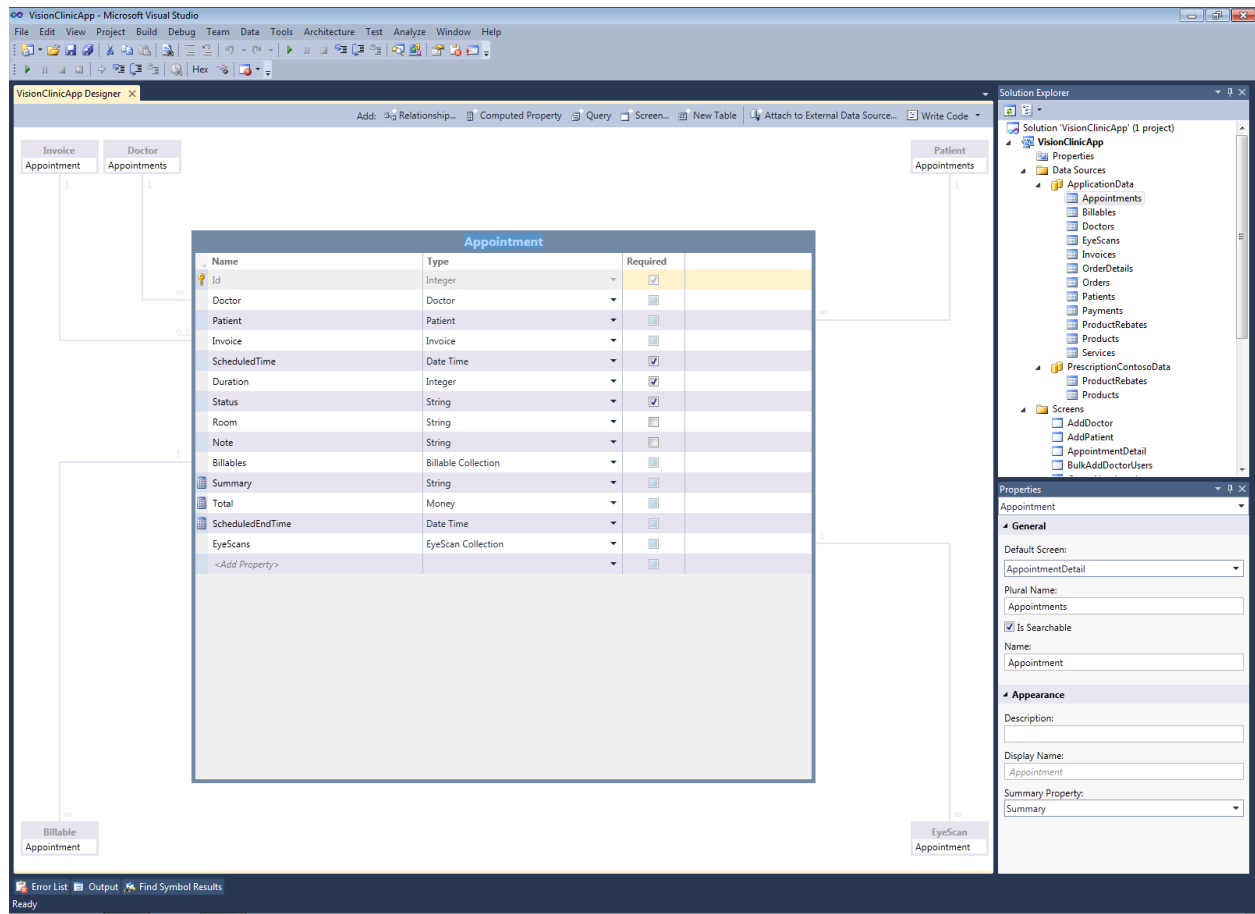 VisionClinicApp - Microsoft Visual Studio
File Edit View Project Build Debug Team Data Tools Architecture Test Analyze Window Help
Hex
VisionClinicApp Designer
Add: Relationship... Computed Property Query Screen... New Table Attach to External Data Source... Write Code
Invoice
Appointment
1
Doctor
Appointments
1
Patient
Appointments
1
∞
0..1
∞
1
1
Appointment
Name Type Required
Id Integer
Doctor Doctor
Patient Patient
Invoice Invoice
ScheduledTime Date Time
Duration Integer
Status String
Room String
Note String
Billables Billable Collection
Summary String
Total Money
ScheduledEndTime Date Time
EyeScans EyeScan Collection
<Add Property>
∞
Billable
Appointment
∞
EyeScan
Appointment
Solution Explorer
Solution 'VisionClinicApp' (1 project)
VisionClinicApp
Properties
Data Sources
ApplicationData
Appointments
Billables
Doctors
EyeScans
Invoices
OrderDetails
Orders
Patients
Payments
ProductRebates
Products
Services
PrescriptionContosoData
ProductRebates
Products
Screens
AddDoctor
AddPatient
AppointmentDetail
BulkAddDoctorUsers
Properties
Appointment
General
Default Screen:
AppointmentDetail
Plural Name:
Appointments
Is Searchable
Name:
Appointment
Appearance
Description:
Display Name:
Appointment
Summary Property:
Summary
Error List Output Find Symbol Results
Ready